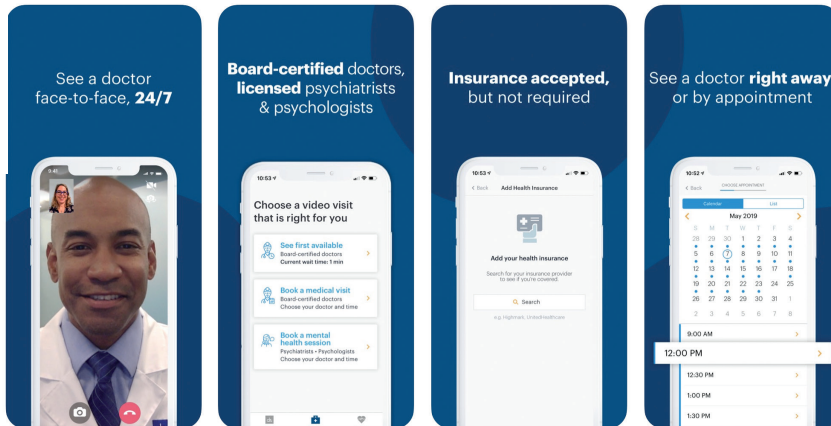 See a doctor
face-to-face, 24/7
9:41
Board-certified doctors,
licensed psychiatrists
& psychologists
10:53
Choose a video visit
that is right for you
See first available
Board-certified doctors
Current wait time: 1 min
Book a medical visit
Board-certified doctors
Choose your doctor and time
Book a mental
health session
Psychiatrists • Psychologists
Choose your doctor and time
Insurance accepted,
but not required
10:53
< Back Add Health Insurance
Add your health insurance
Search for your insurance provider
to see if you're covered.
Search
e.g. Highmark, UnitedHealthcare
See a doctor right away
or by appointment
10:52
< Back CHOOSE APPOINTMENT
Calendar List
< May 2019 >
S M T W T F S
28 29 30 1 2 3 4
5 6 7 8 9 10 11
12 13 14 15 16 17 18
19 20 21 22 23 24 25
26 27 28 29 30 31 1
2 3 4 5 6 7 8
9:00 AM
12:00 PM
12:30 PM
1:00 PM
1:30 PM